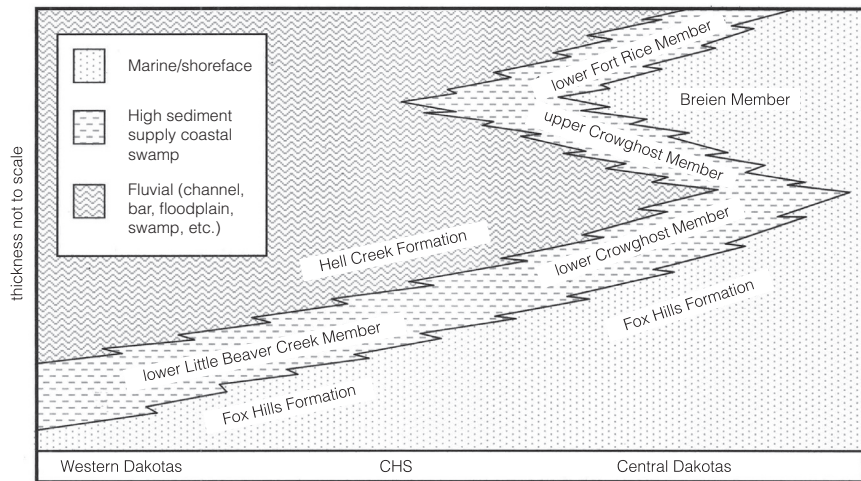 Marine/shoreface
High sediment
supply coastal
swamp
Fluvial (channel,
bar, floodplain,
swamp, etc.)
thickness not to scale
lower Fort Rice Member
Breien Member
upper Crowghost Member
lower Crowghost Member
Hell Creek Formation
Fox Hills Formation
lower Little Beaver Creek Member
Fox Hills Formation
Western Dakotas
CHS
Central Dakotas